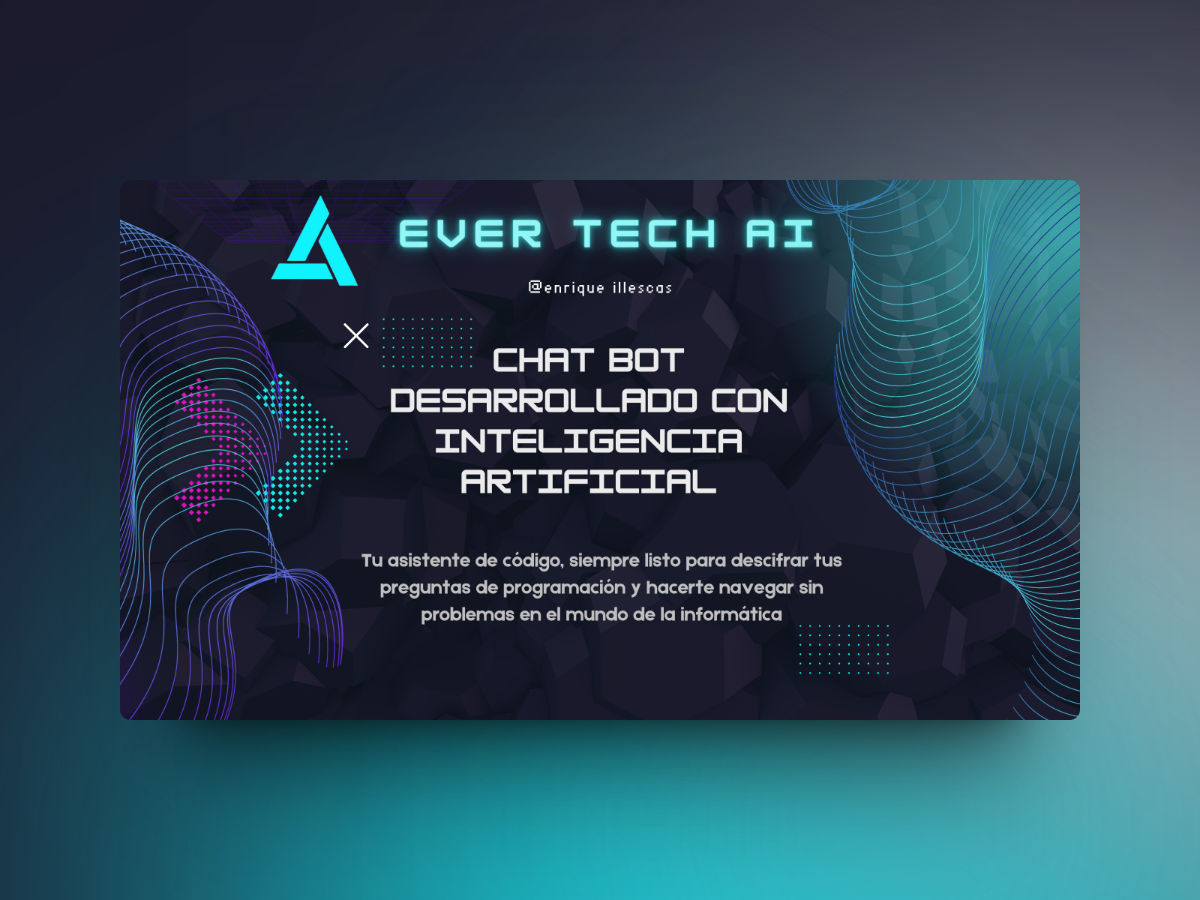 EVER TECH AI
@enrique illescas
CHAT BOT
DESARROLLADO CON
INTELIGENCIA
ARTIFICIAL
Tu asistente de código, siempre listo para descifrar tus
preguntas de programación y hacerte navegar sin
problemas en el mundo de la informática